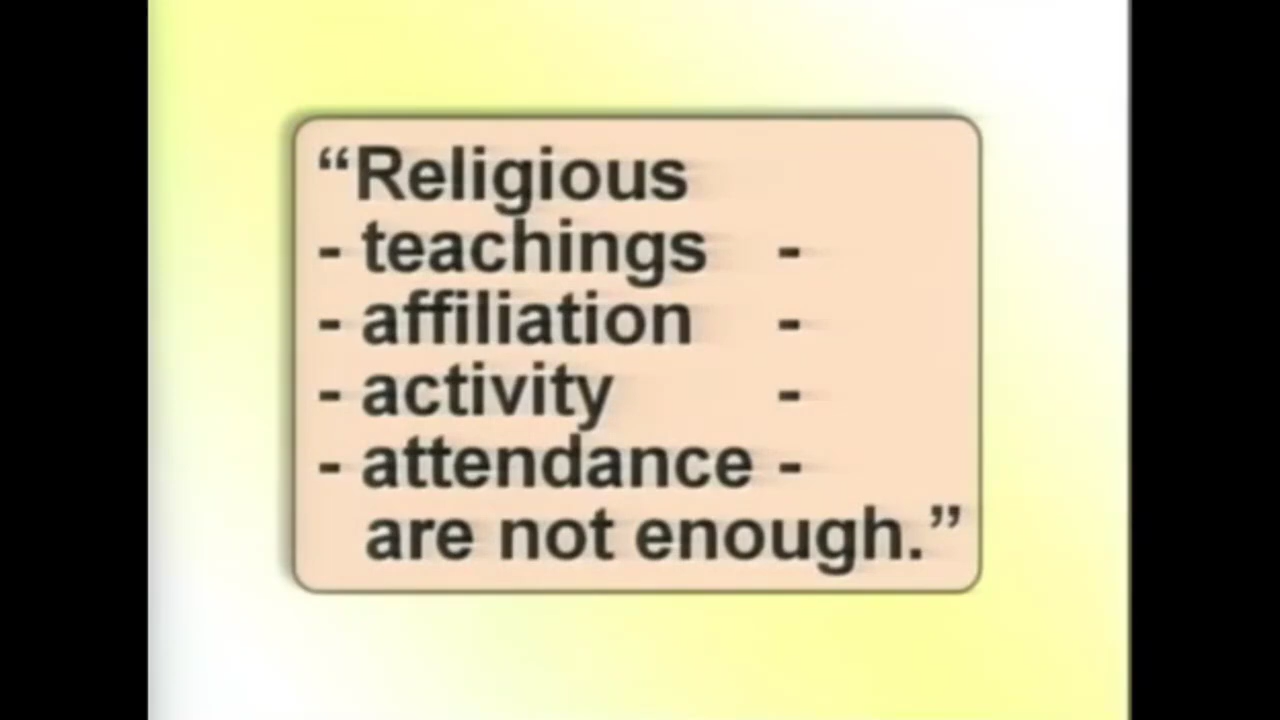 “Religious
- teachings -
- affiliation -
- activity -
- attendance -
are not enough.”